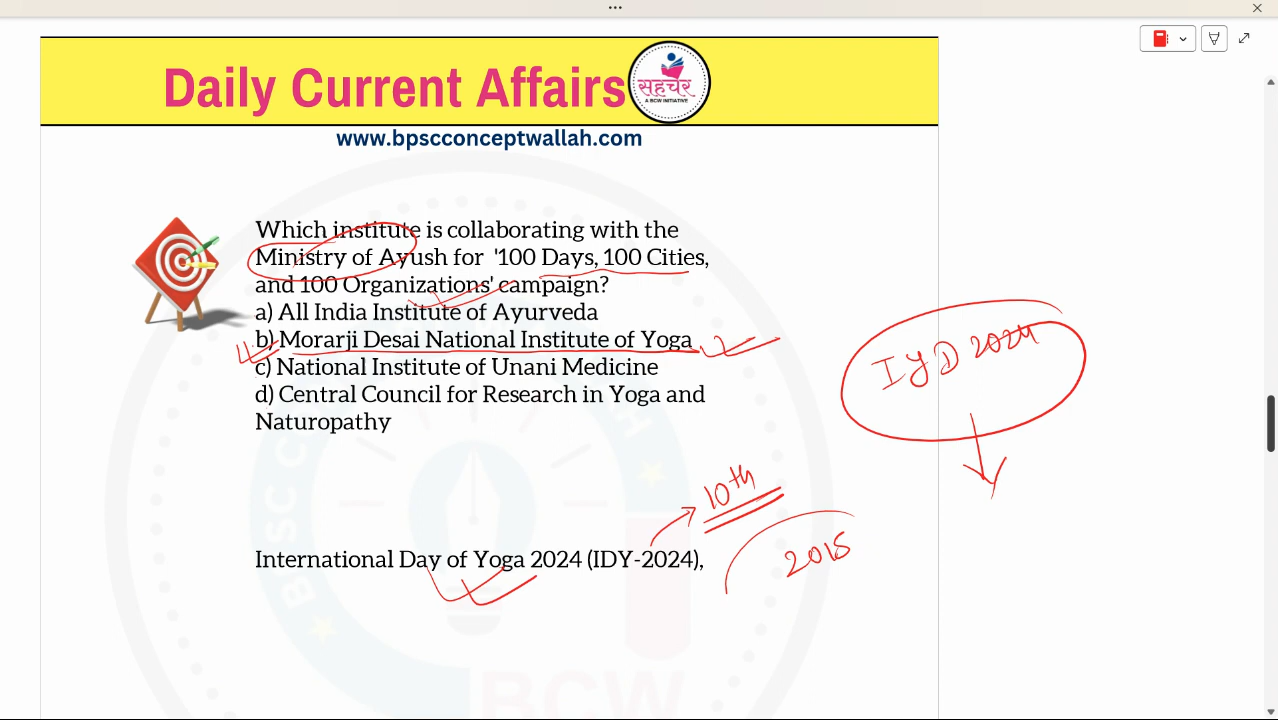 Daily Current Affairs
सहचर
A BCW INITIATIVE
www.bpscconceptwallah.com
Which institute is collaborating with the
Ministry of Ayush for '100 Days, 100 Cities,
and 100 Organizations' campaign?
a) All India Institute of Ayurveda
b) Morarji Desai National Institute of Yoga
c) National Institute of Unani Medicine
d) Central Council for Research in Yoga and
Naturopathy
IYD 2024
10th
International Day of Yoga 2024 (IDY-2024),
2015
BCW